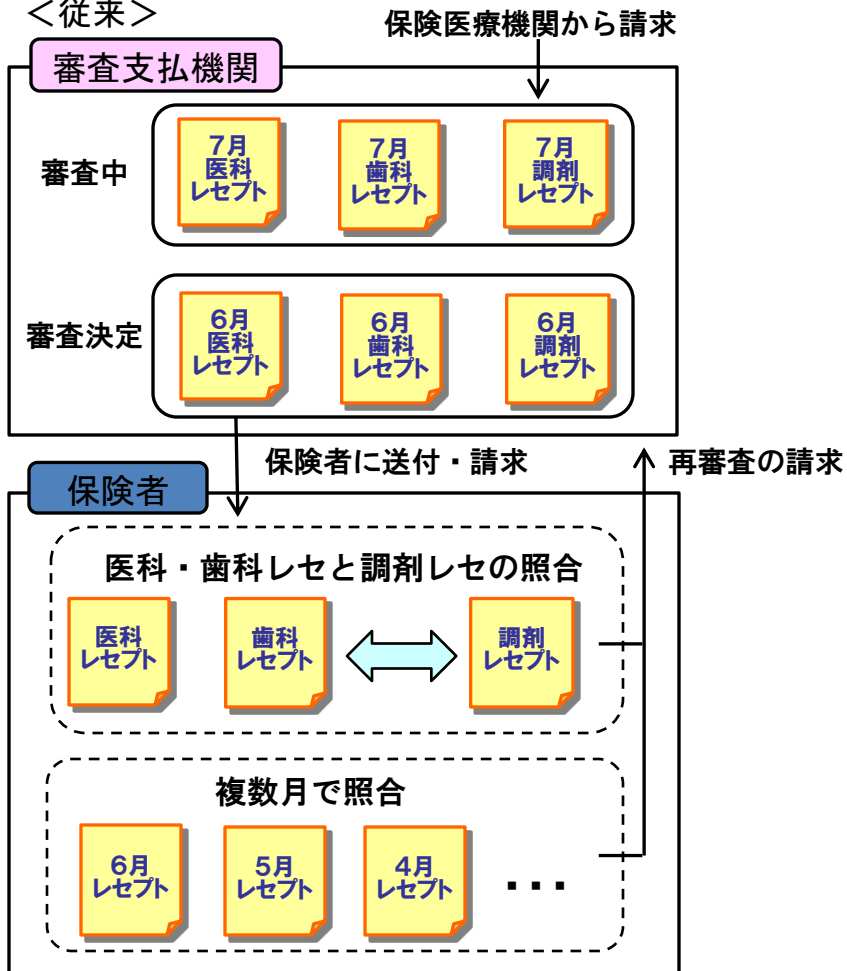 ＜従来＞
保険医療機関から請求
審査支払機関
審査中
7月
医科
レセプト
7月
歯科
レセプト
7月
調剤
レセプト
審査決定
6月
医科
レセプト
6月
歯科
レセプト
6月
調剤
レセプト
保険者に送付・請求
再審査の請求
保険者
医科・歯科レセと調剤レセの照合
医科
レセプト
歯科
レセプト
調剤
レセプト
複数月で照合
6月
レセプト
5月
レセプト
4月
レセプト
・・・